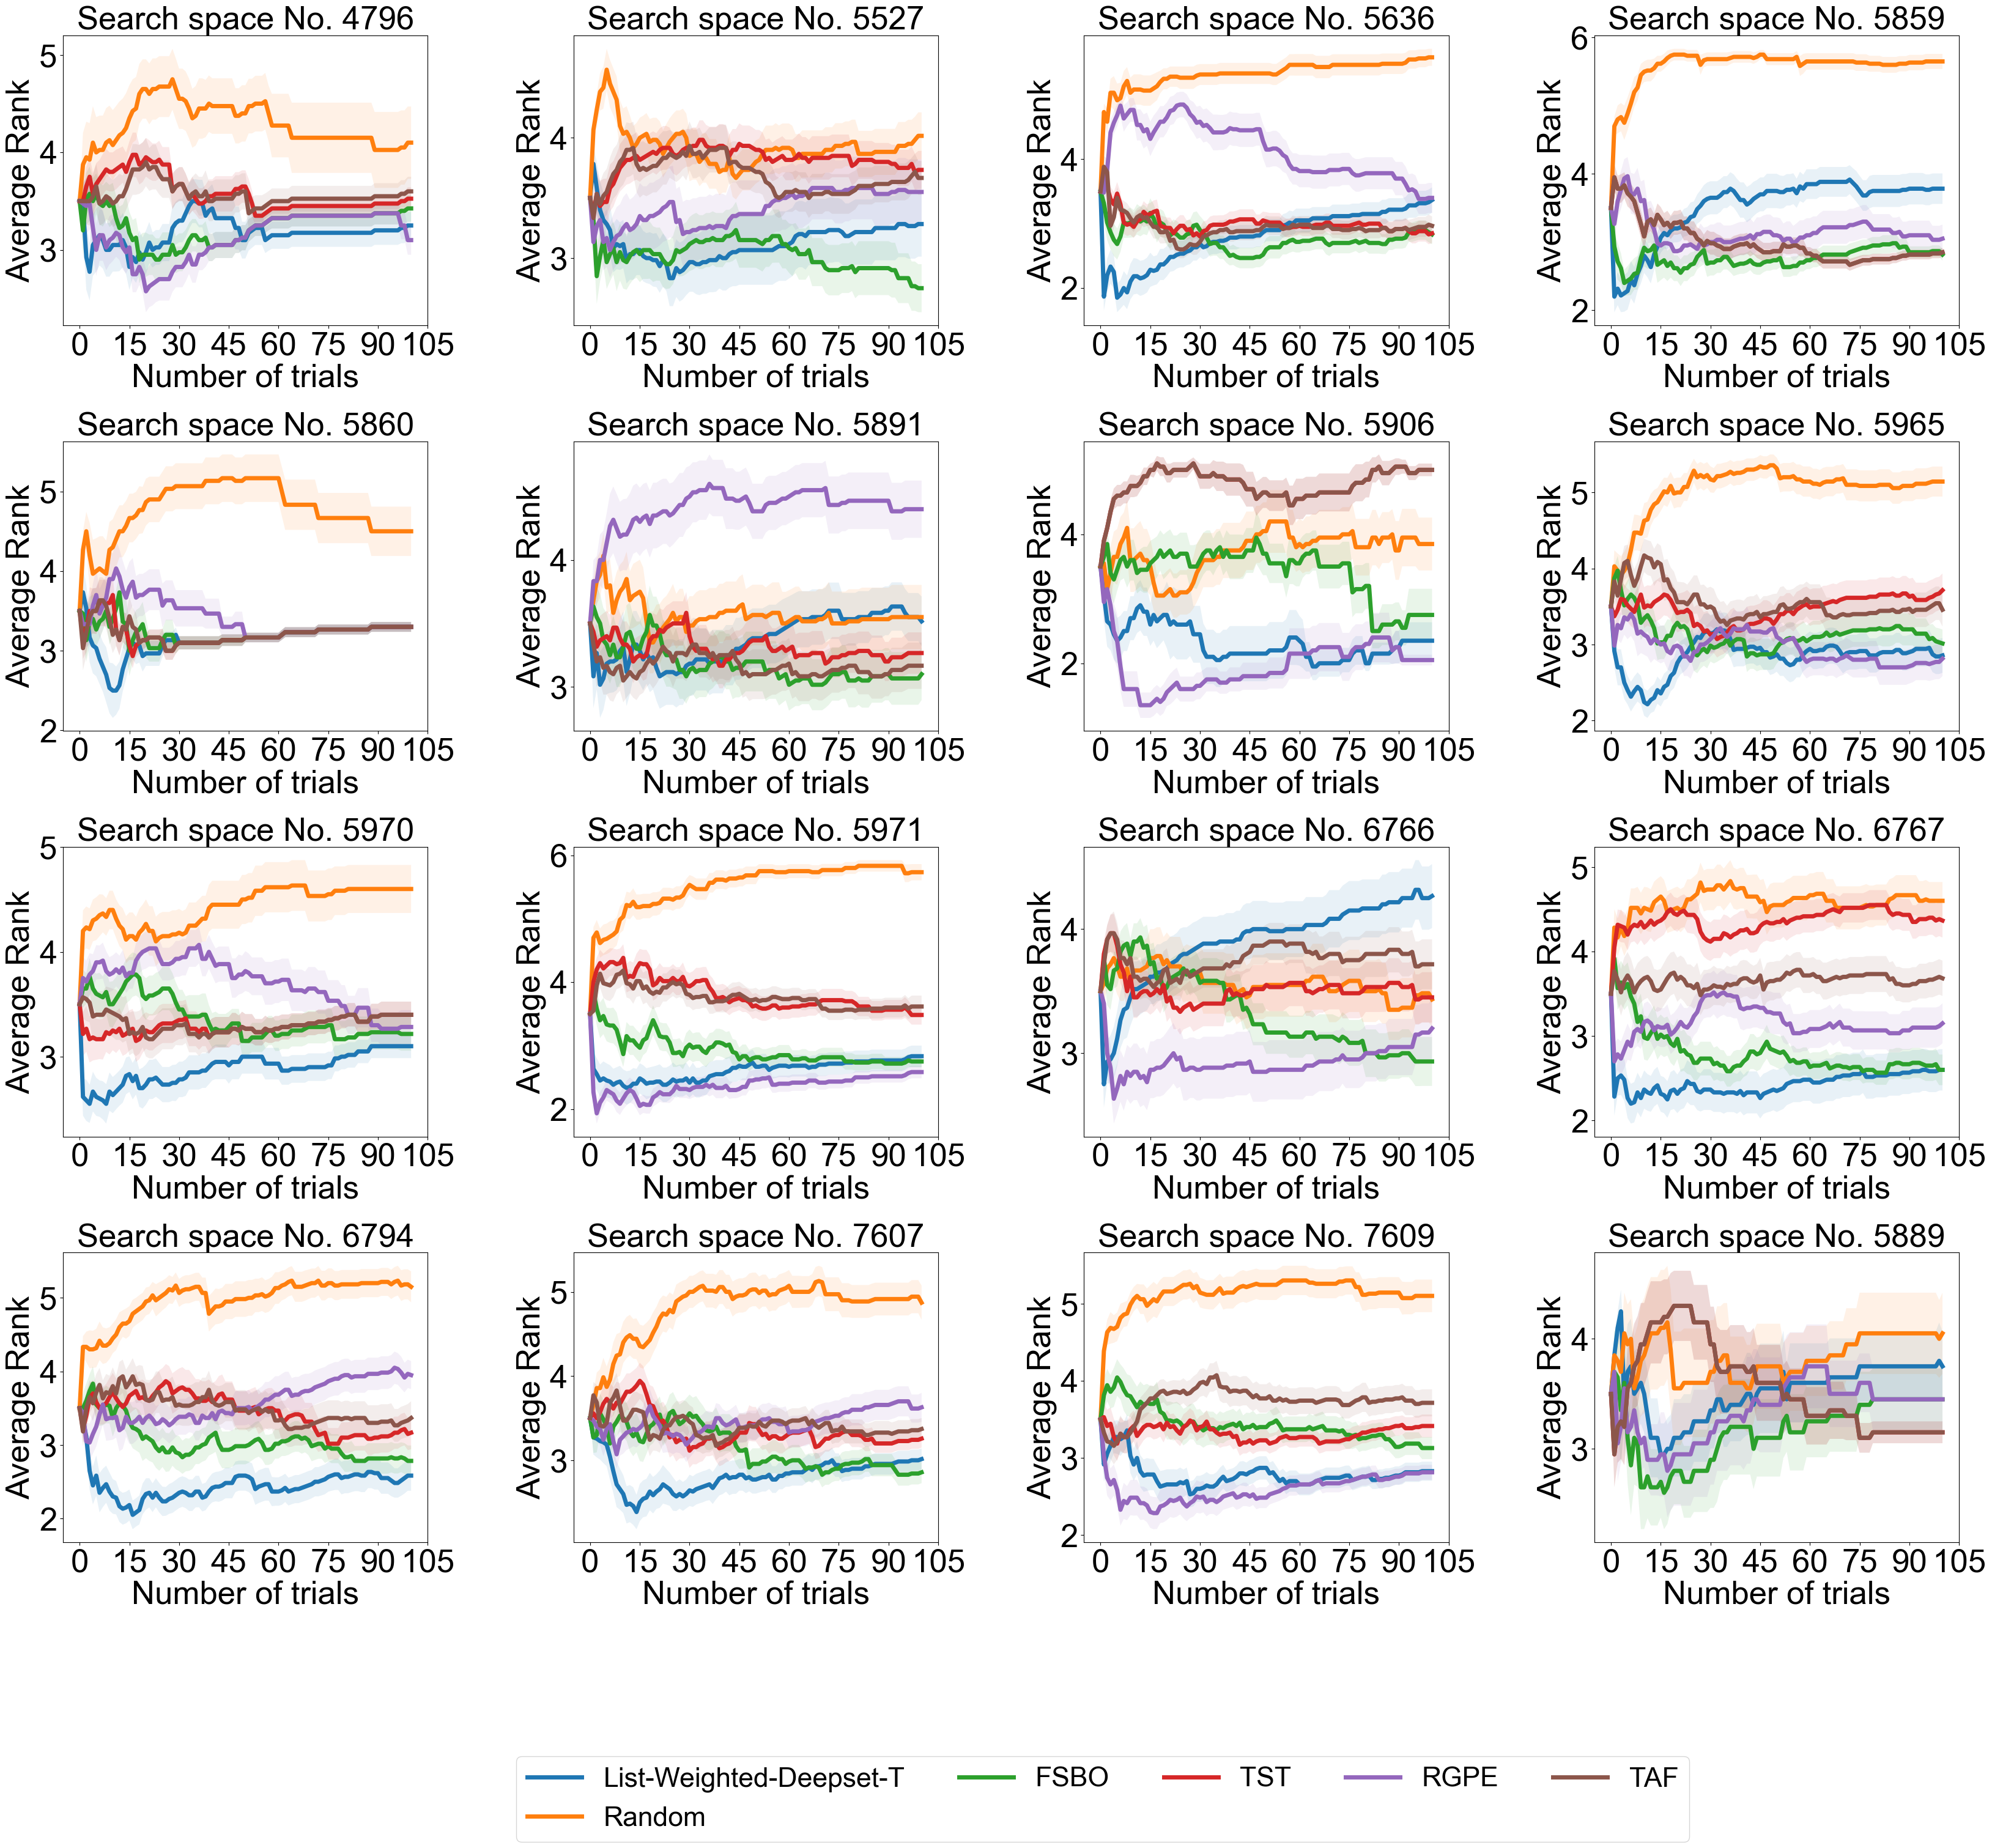 Search space No. 4796
Search space No. 5527
Search space No. 5636
Search space No. 5859
5
4
3
Average Rank
0 15 30 45 60 75 90 105
Number of trials
4
3
Average Rank
0 15 30 45 60 75 90 105
Number of trials
4
2
Average Rank
0 15 30 45 60 75 90 105
Number of trials
6
4
2
Average Rank
0 15 30 45 60 75 90 105
Number of trials
Search space No. 5860
Search space No. 5891
Search space No. 5906
Search space No. 5965
5
4
3
2
Average Rank
0 15 30 45 60 75 90 105
Number of trials
4
3
Average Rank
0 15 30 45 60 75 90 105
Number of trials
4
2
Average Rank
0 15 30 45 60 75 90 105
Number of trials
5
4
3
2
Average Rank
0 15 30 45 60 75 90 105
Number of trials
Search space No. 5970
Search space No. 5971
Search space No. 6766
Search space No. 6767
5
4
3
Average Rank
0 15 30 45 60 75 90 105
Number of trials
6
4
2
Average Rank
0 15 30 45 60 75 90 105
Number of trials
4
3
Average Rank
0 15 30 45 60 75 90 105
Number of trials
5
4
3
2
Average Rank
0 15 30 45 60 75 90 105
Number of trials
Search space No. 6794
Search space No. 7607
Search space No. 7609
Search space No. 5889
5
4
3
2
Average Rank
0 15 30 45 60 75 90 105
Number of trials
5
4
3
Average Rank
0 15 30 45 60 75 90 105
Number of trials
5
4
3
2
Average Rank
0 15 30 45 60 75 90 105
Number of trials
4
3
Average Rank
0 15 30 45 60 75 90 105
Number of trials
List-Weighted-Deepset-T FSBO TST RGPE TAF
Random